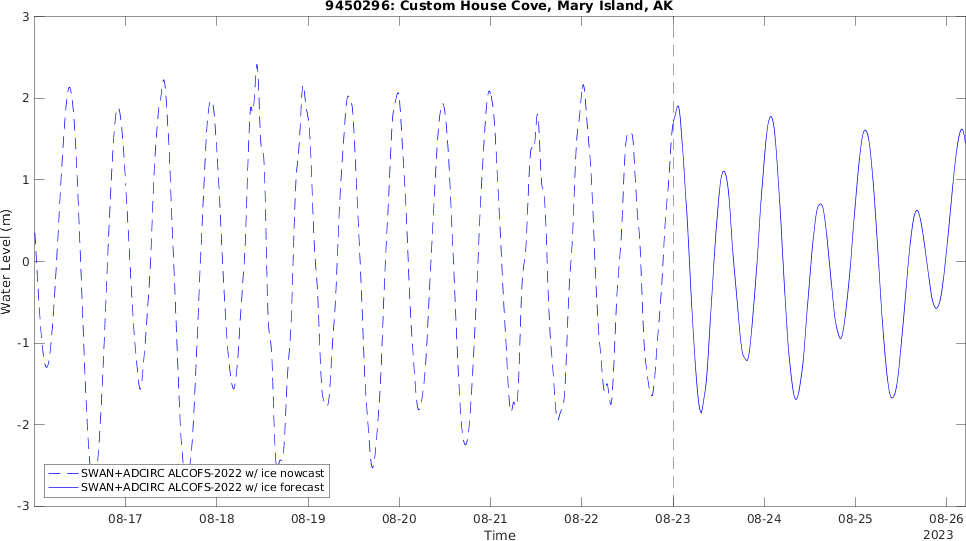 9450296: Custom House Cove, Mary Island, AK
Water Level (m)
3
2
1
0
-1
-2
-3
SWAN+ADCIRC ALCOFS-2022 w/ ice nowcast
SWAN+ADCIRC ALCOFS-2022 w/ ice forecast
08-17 08-18 08-19 08-20 08-21 08-22 08-23 08-24 08-25 08-26
Time
2023